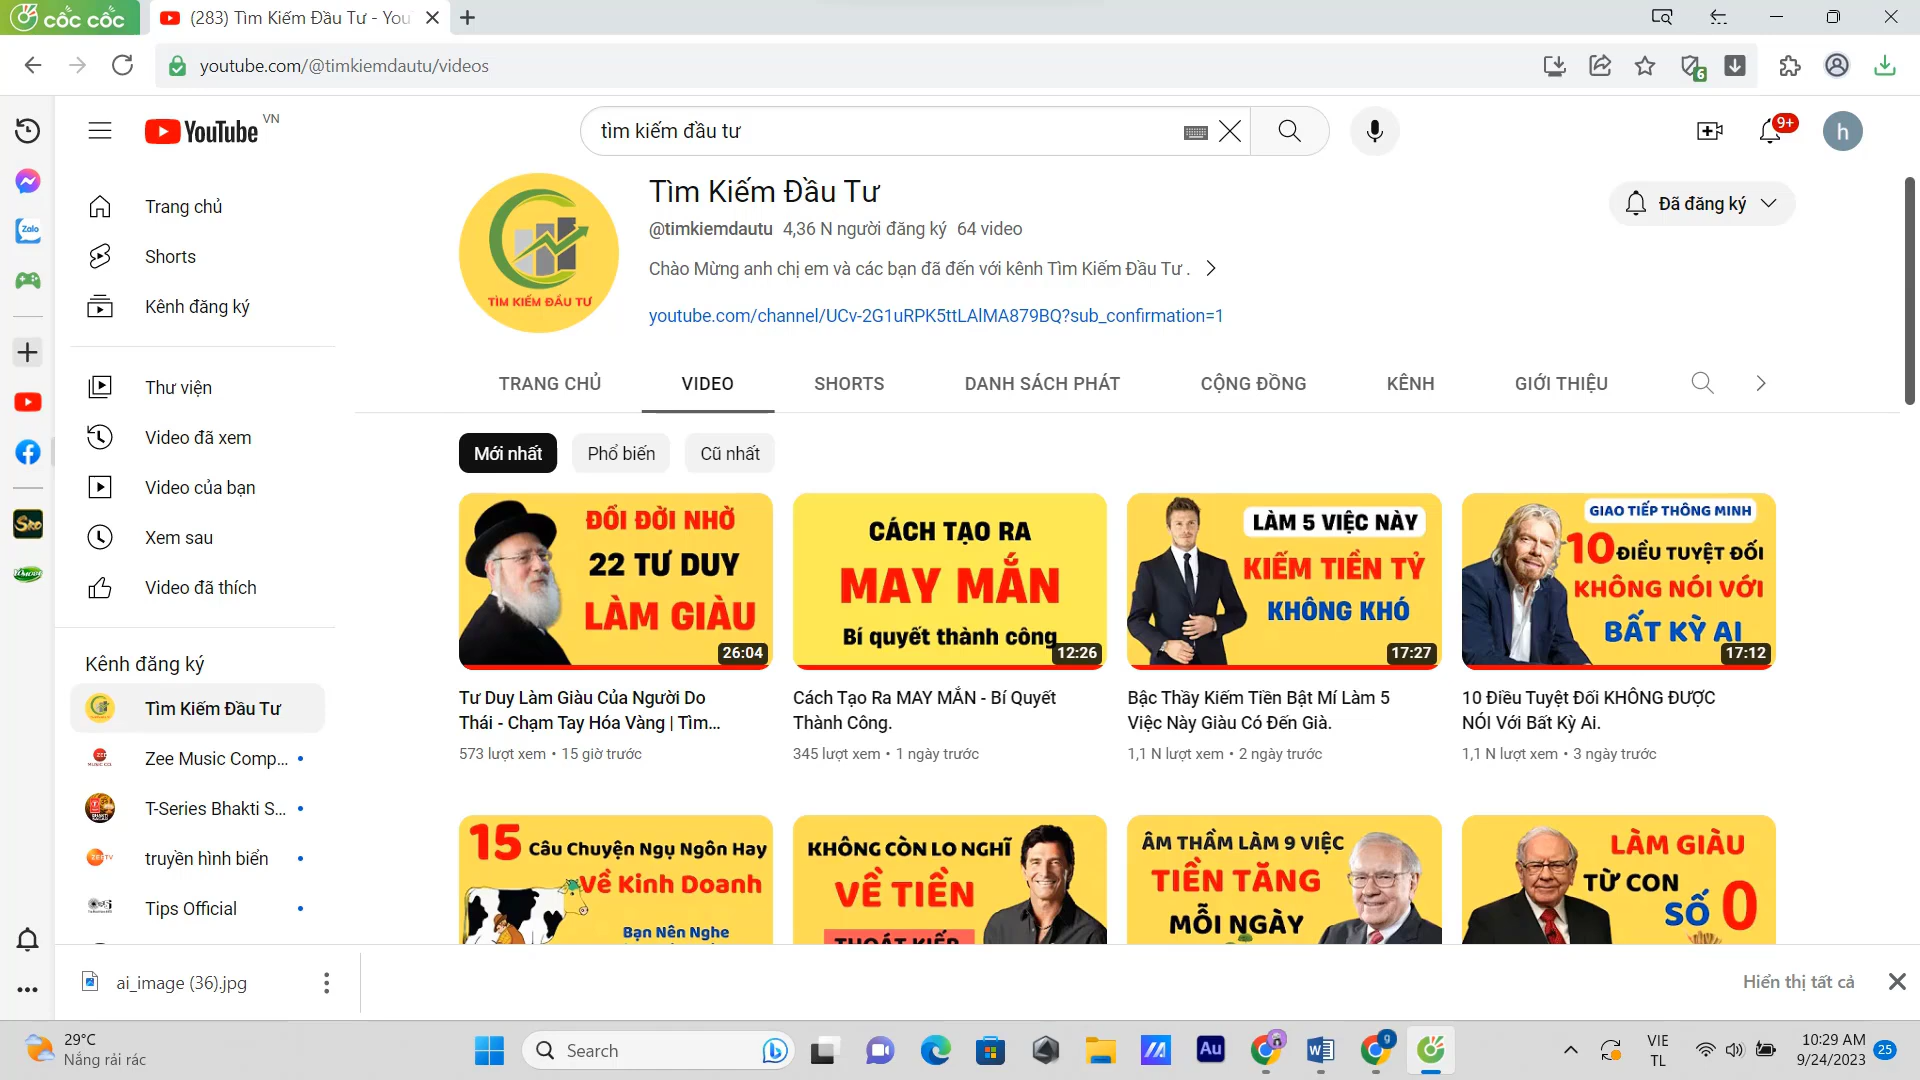 cốc cốc
(283) Tìm Kiếm Đầu Tư - You
youtube.com/@timkiemdautu/videos
6
YouTube VN
tìm kiếm đầu tư
9+
h
Zalo
Trang chủ
Shorts
Kênh đăng ký
Thư viện
Video đã xem
Video của bạn
Xem sau
Video đã thích
Kênh đăng ký
Tìm Kiếm Đầu Tư
Zee Music Comp...
T-Series Bhakti S...
truyền hình biển
Tips Official
TÌM KIẾM ĐẦU TƯ
Tìm Kiếm Đầu Tư
@timkiemdautu 4,36 N người đăng ký 64 video
Chào Mừng anh chị em và các bạn đã đến với kênh Tìm Kiếm Đầu Tư .
youtube.com/channel/UCv-2G1uRPK5ttLAlMA879BQ?sub_confirmation=1
Đã đăng ký
TRANG CHỦ VIDEO SHORTS DANH SÁCH PHÁT CỘNG ĐỒNG KÊNH GIỚI THIỆU
Mới nhất Phổ biến Cũ nhất
ĐỔI ĐỜI NHỜ
22 TƯ DUY
LÀM GIÀU
26:04
Tư Duy Làm Giàu Của Người Do
Thái - Chạm Tay Hóa Vàng | Tìm...
573 lượt xem • 15 giờ trước
CÁCH TẠO RA
MAY MẮN
Bí quyết thành công
12:26
Cách Tạo Ra MAY MẮN - Bí Quyết
Thành Công.
345 lượt xem • 1 ngày trước
LÀM 5 VIỆC NÀY
KIẾM TIỀN TỶ
KHÔNG KHÓ
17:27
Bậc Thầy Kiếm Tiền Bật Mí Làm 5
Việc Này Giàu Có Đến Già.
1,1 N lượt xem • 2 ngày trước
GIAO TIẾP THÔNG MINH
10 ĐIỀU TUYỆT ĐỐI
KHÔNG NÓI VỚI
BẤT KỲ AI
17:12
10 Điều Tuyệt Đối KHÔNG ĐƯỢC
NÓI Với Bất Kỳ Ai.
1,1 N lượt xem • 3 ngày trước
15 Câu Chuyện Ngụ Ngôn Hay
Về Kinh Doanh
Bạn Nên Nghe
KHÔNG CÒN LO NGHĨ
VỀ TIỀN
THOÁT KIẾP
ÂM THẦM LÀM 9 VIỆC
TIỀN TĂNG
MỖI NGÀY
LÀM GIÀU
TỪ CON
SỐ 0
ai_image (36).jpg
Hiển thị tất cả
29°C
Nắng rải rác
Search
Au
g
VIE
TL
10:29 AM
9/24/2023
25